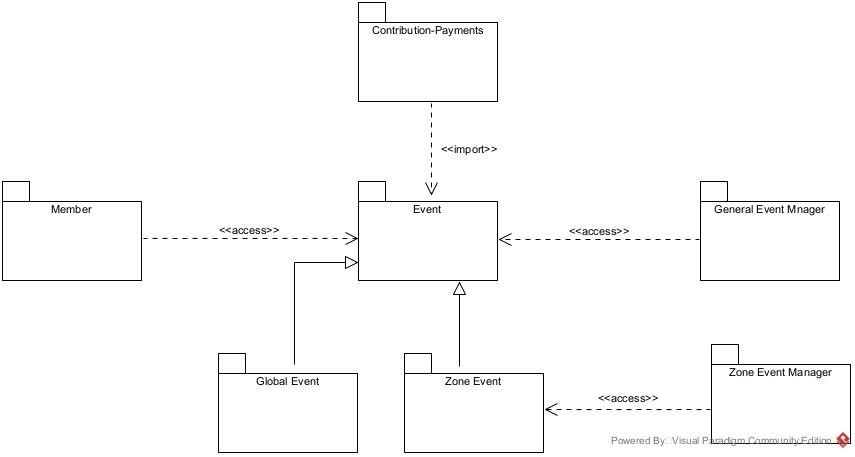 Contribution-Payments
<<import>>
Member
<<access>>
Event
<<access>>
General Event Mnager
Global Event
Zone Event
<<access>>
Zone Event Manager
Powered By Visual Paradigm Community Edition